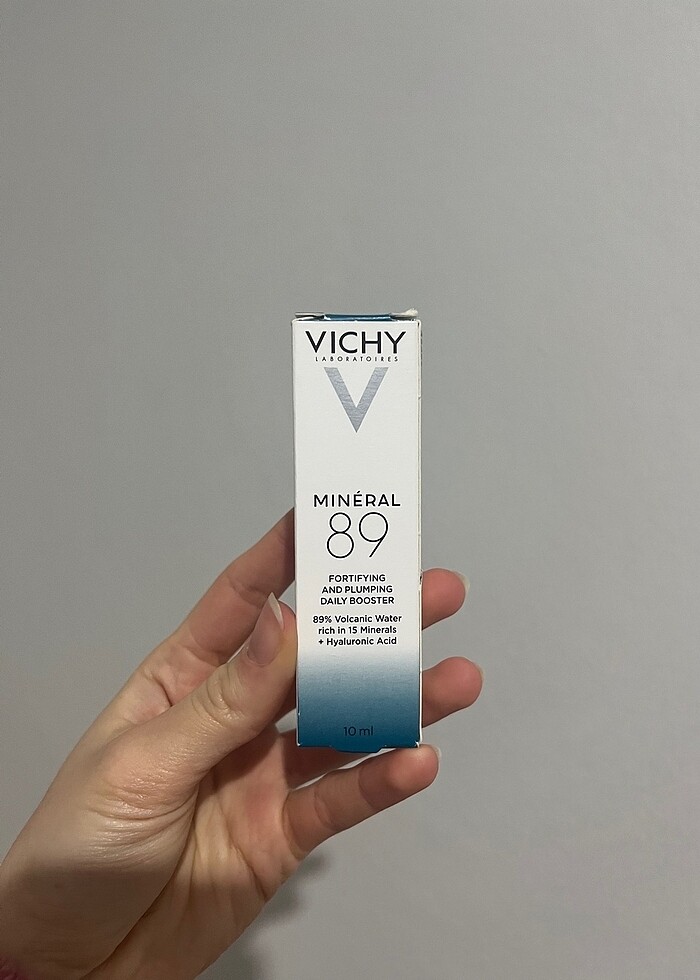 VICHY
LABORATOIRES
MINÉRAL
89
FORTIFYING
AND PLUMPING
DAILY BOOSTER
89% Volcanic Water
rich in 15 Minerals
+ Hyaluronic Acid
10 ml